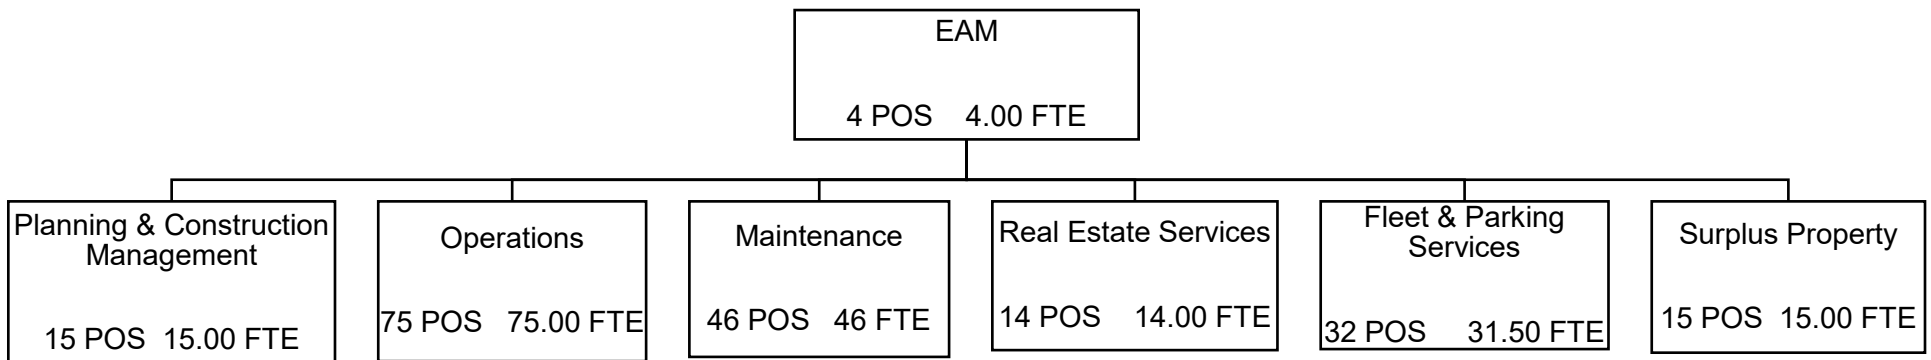 EAM
4 POS 4.00 FTE
Planning & Construction
Management
15 POS 15.00 FTE
Operations
75 POS 75.00 FTE
Maintenance
46 POS 46 FTE
Real Estate Services
14 POS 14.00 FTE
Fleet & Parking
Services
32 POS 31.50 FTE
Surplus Property
15 POS 15.00 FTE